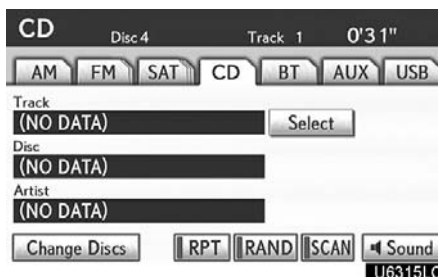 CD Disc 4 Track 1 0'31"
AM FM SAT CD BT AUX USB
Track
(NO DATA) Select
Disc
(NO DATA)
Artist
(NO DATA)
Change Discs RPT RAND SCAN Sound